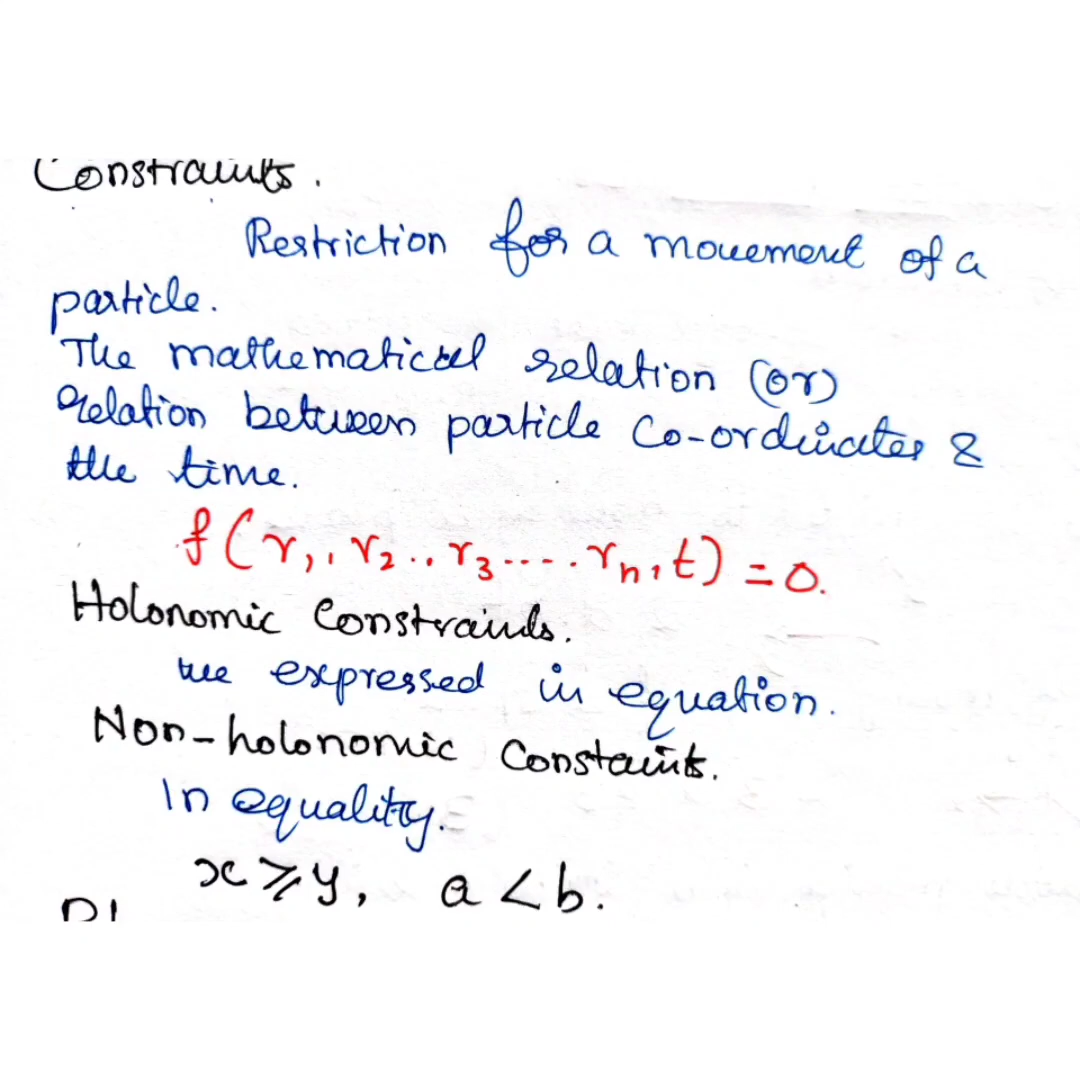 Constraints.
Restriction for a movement of a
particle.
The mathematical relation (or)
relation between particle Co-ordinates &
the time.
f(r₁, r₂.., r₃.....rₙ, t) = 0.
Holonomic Constraints.
we expressed in equation.
Non-holonomic Constaints.
In equality.
x ⩾ y, a < b.